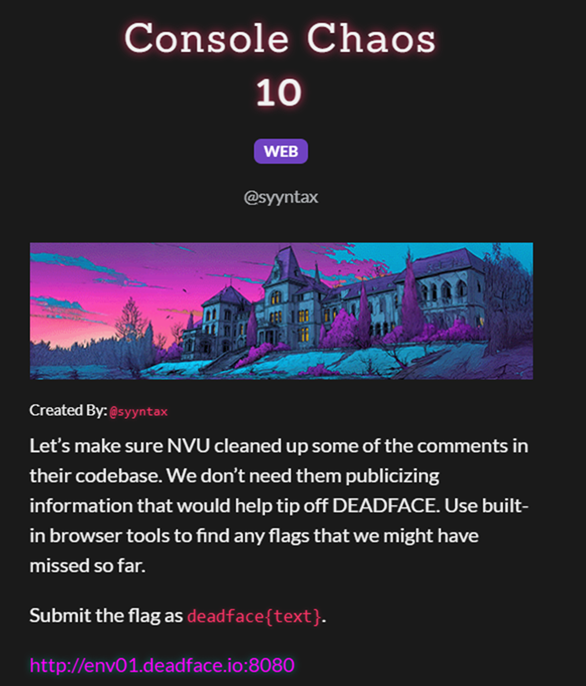 Console Chaos
10
WEB
@syyntax
Created By: @syyntax
Let's make sure NVU cleaned up some of the comments in
their codebase. We don't need them publicizing
information that would help tip off DEADFACE. Use built-
in browser tools to find any flags that we might have
missed so far.
Submit the flag as deadface{text}.
http://env01.deadface.io:8080